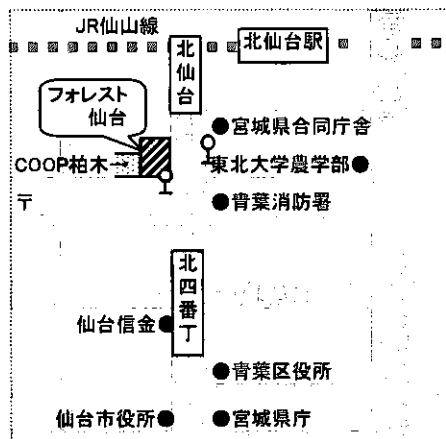 JR仙山線
北仙台駅
北仙台
フォレスト
仙台
宮城県合同庁舎
COOP柏木→
東北大学農学部
〒
青葉消防署
北四番丁
仙台信金
青葉区役所
仙台市役所
宮城県庁